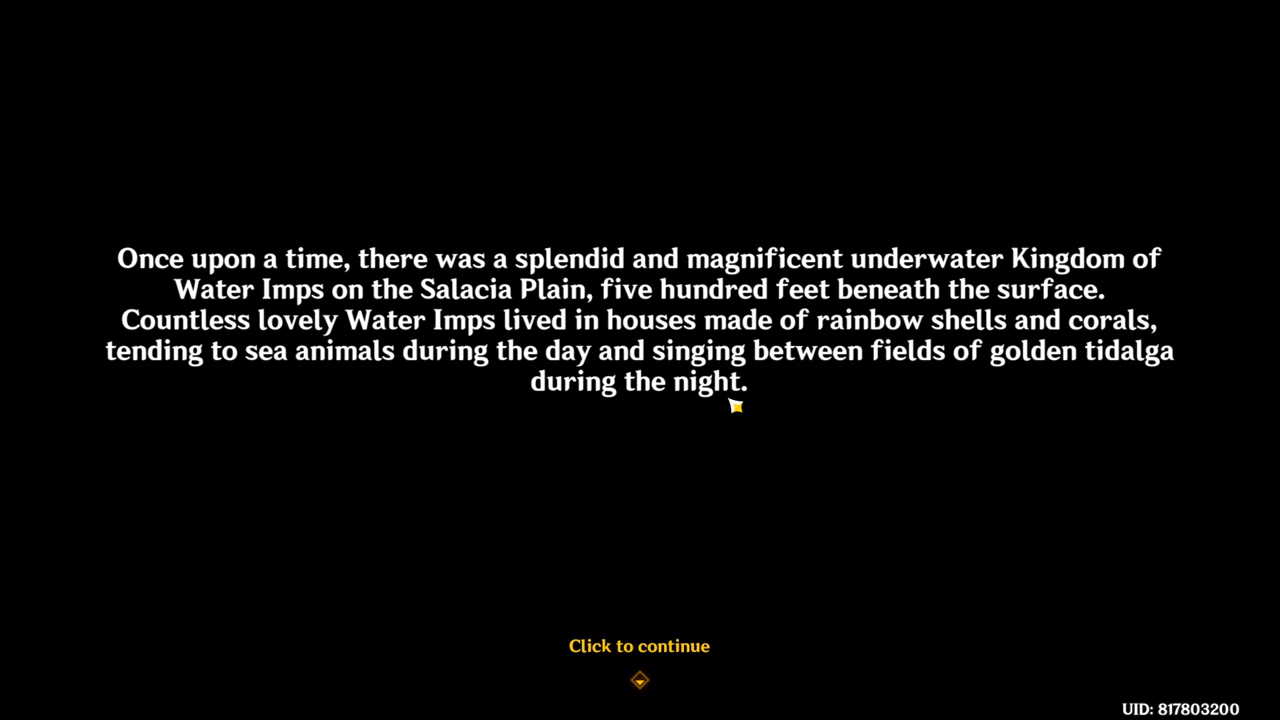 Once upon a time, there was a splendid and magnificent underwater Kingdom of
Water Imps on the Salacia Plain, five hundred feet beneath the surface.
Countless lovely Water Imps lived in houses made of rainbow shells and corals,
tending to sea animals during the day and singing between fields of golden tidalga
during the night.
Click to continue
UID: 817803200